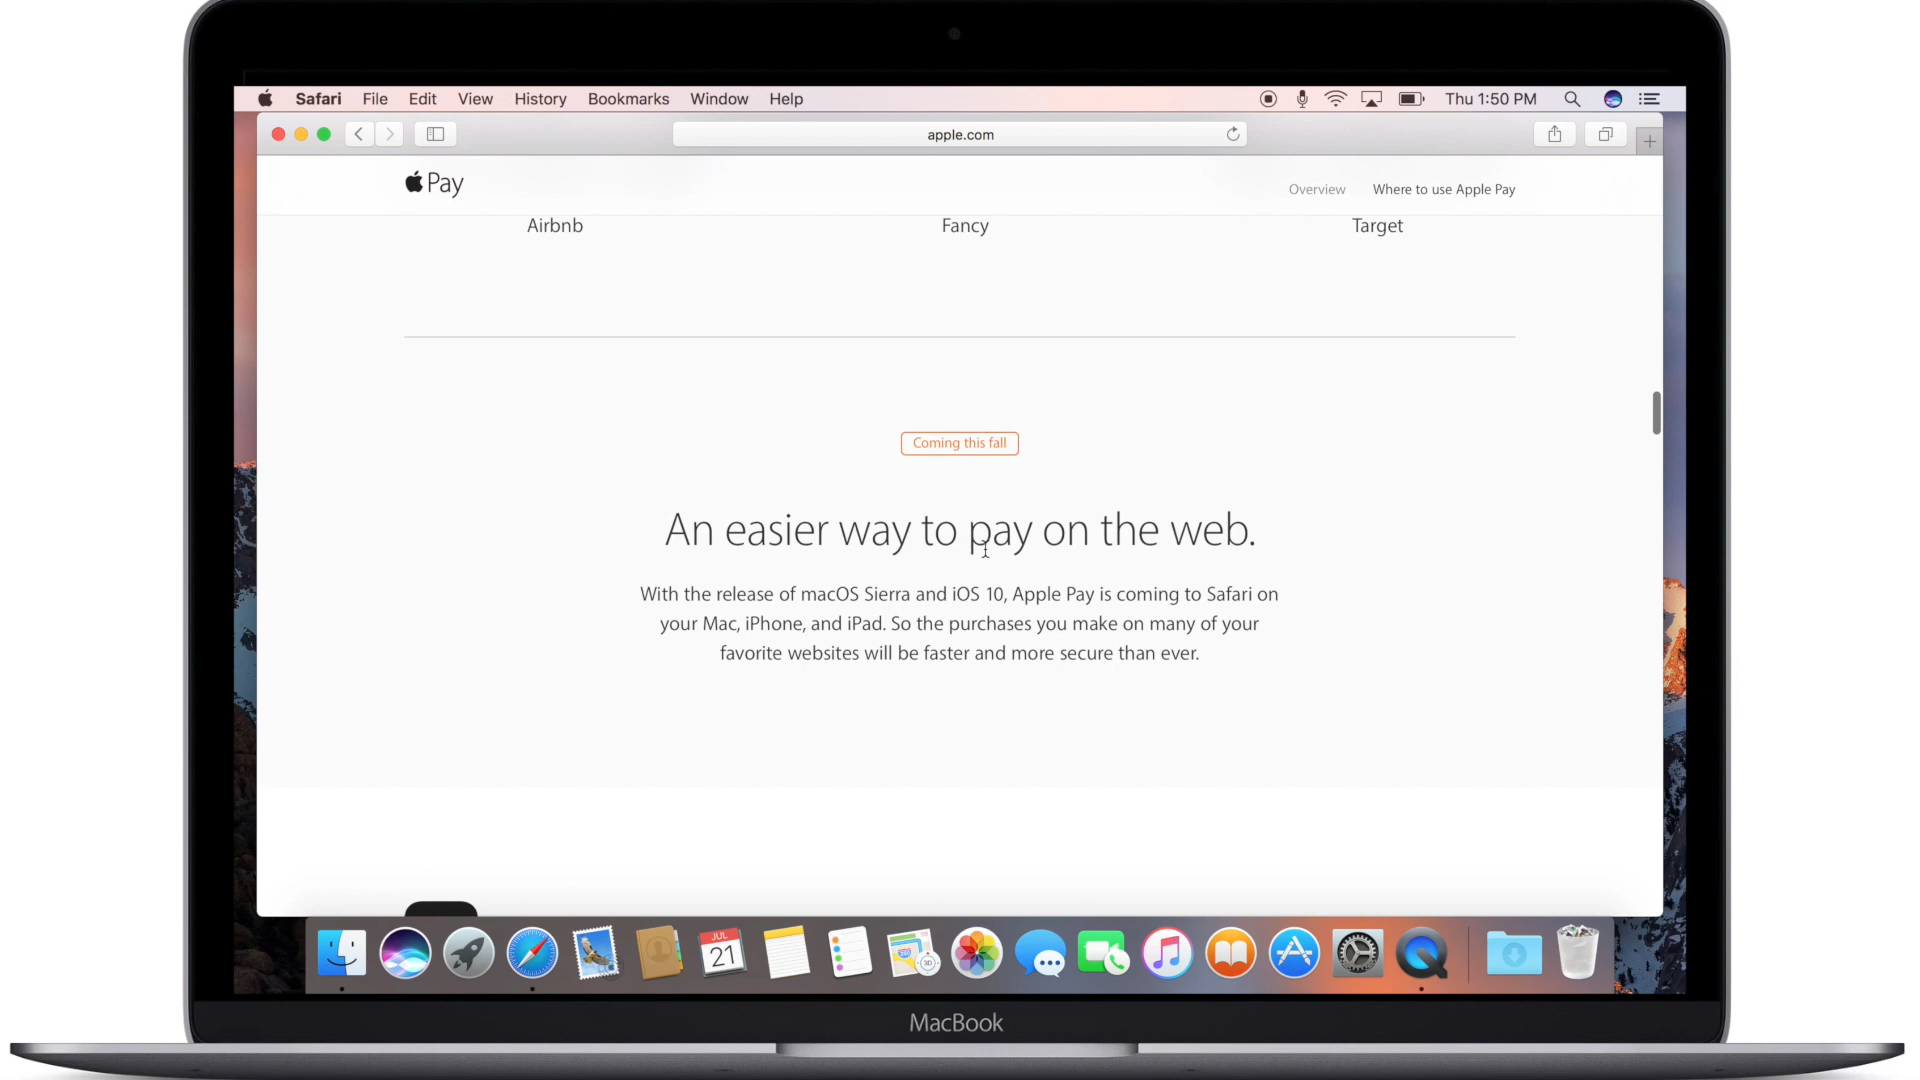 Safari File Edit View History Bookmarks Window Help Thu 1:50 PM
apple.com
Pay
Overview Where to use Apple Pay
Airbnb Fancy Target
Coming this fall
An easier way to pay on the web.
With the release of macOS Sierra and iOS 10, Apple Pay is coming to Safari on
your Mac, iPhone, and iPad. So the purchases you make on many of your
favorite websites will be faster and more secure than ever.
JUL
21
3D
MacBook